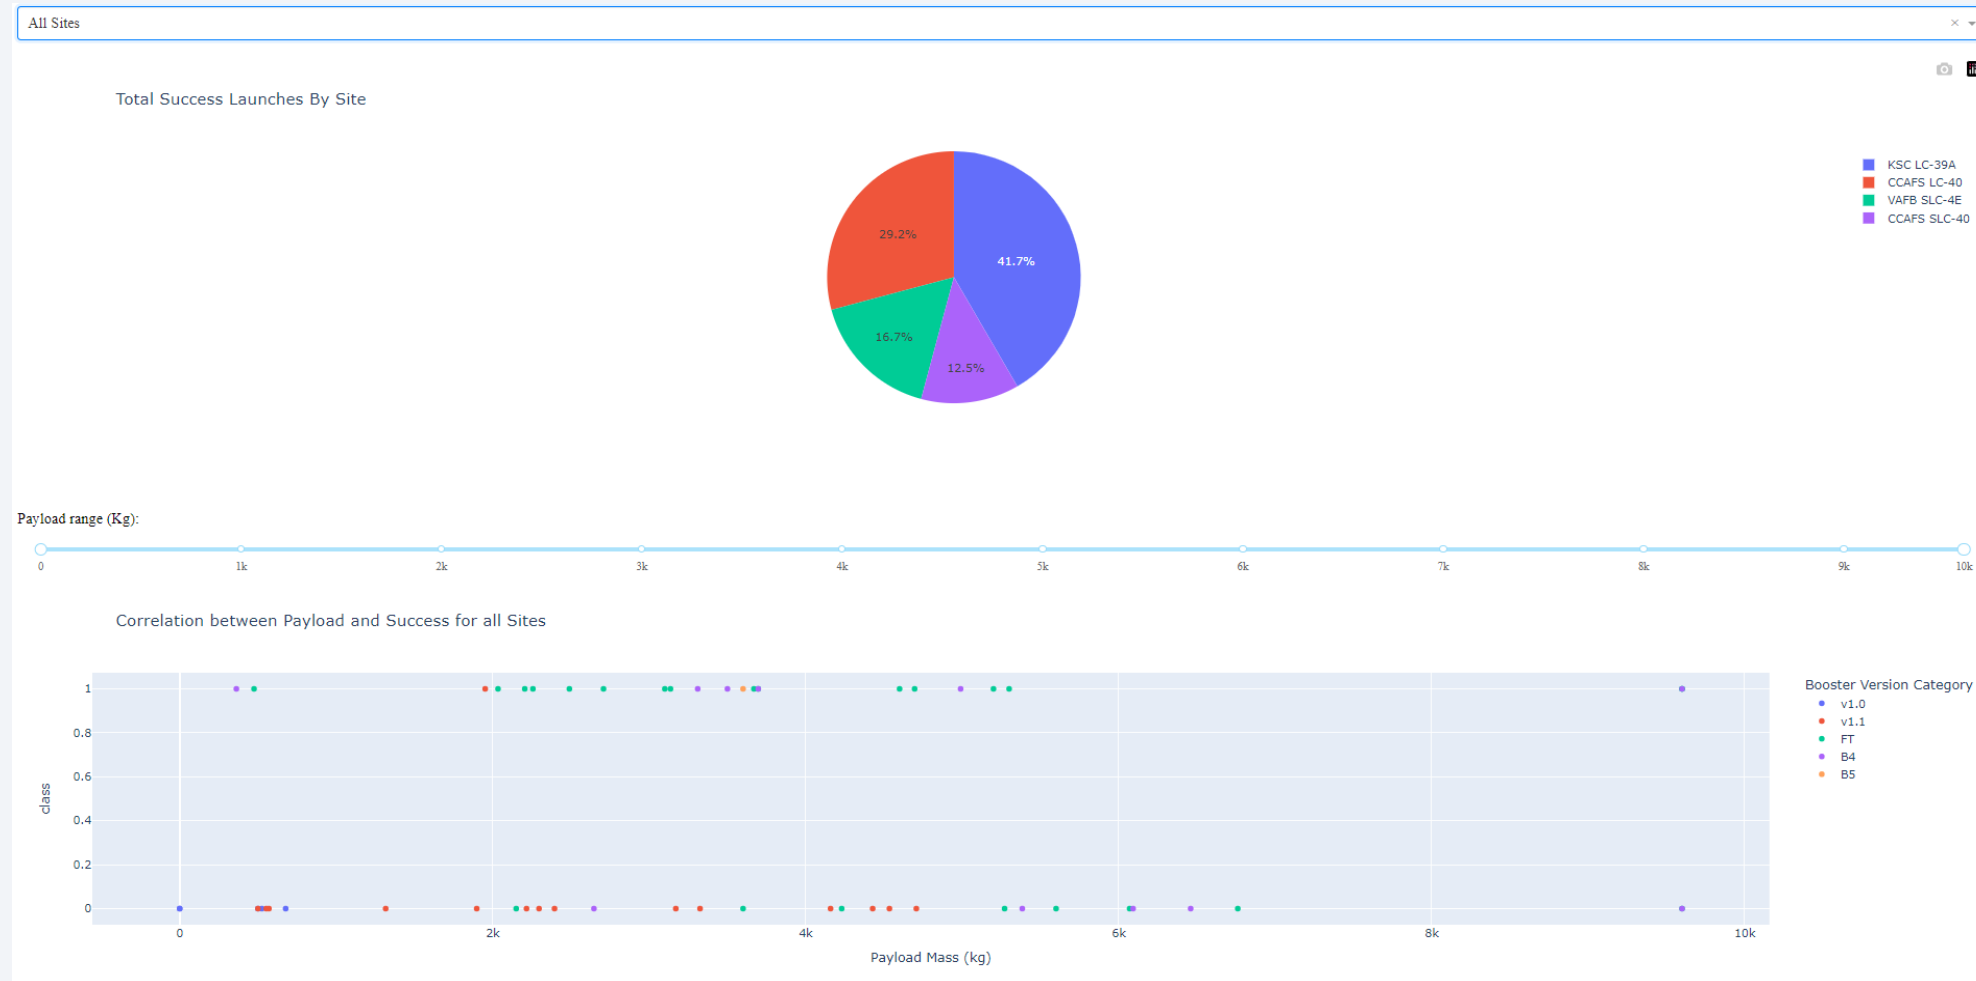 All Sites
Total Success Launches By Site
KSC LC-39A
CCAFS LC-40
VAFB SLC-4E
CCAFS SLC-40
29.2%
41.7%
16.7%
12.5%
Payload range (Kg):
0 1k 2k 3k 4k 5k 6k 7k 8k 9k 10k
Correlation between Payload and Success for all Sites
Booster Version Category
v1.0
v1.1
FT
B4
B5
class
1
0.8
0.6
0.4
0.2
0
0 2k 4k 6k 8k 10k
Payload Mass (kg)